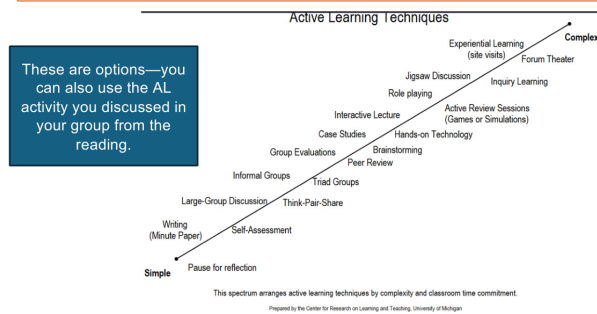 Active Learning Techniques
These are options—you
can also use the AL
activity you discussed in
your group from the
reading.
Complex
Experiential Learning
(site visits)
Forum Theater
Jigsaw Discussion
Inquiry Learning
Role playing
Interactive Lecture
Active Review Sessions
(Games or Simulations)
Case Studies
Hands-on Technology
Group Evaluations
Brainstorming
Peer Review
Informal Groups
Triad Groups
Large-Group Discussion
Think-Pair-Share
Writing
(Minute Paper)
Self-Assessment
Simple
Pause for reflection
This spectrum arranges active learning techniques by complexity and classroom time commitment.
Prepared by the Center for Research on Learning and Teaching, University of Michigan